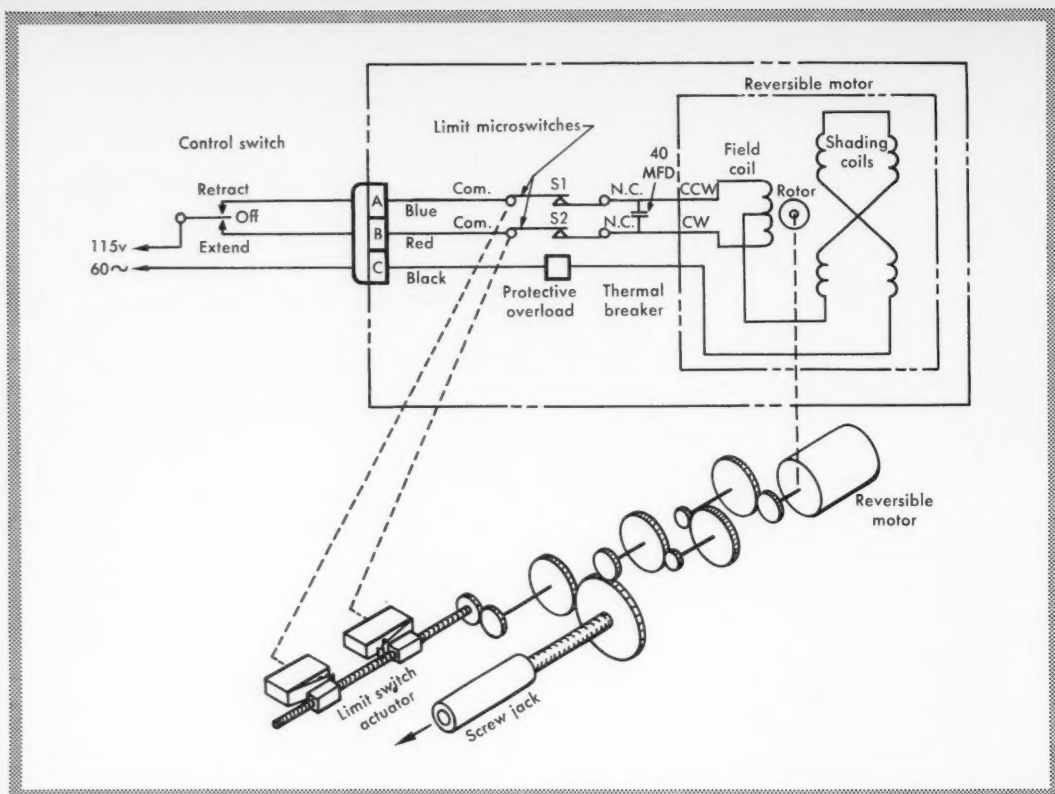 Reversible motor
Control switch
Limit microswitches
40
MFD
Field
coil
Shading
coils
Rotor
Retract
Off
Extend
115v
60~
A
B
C
Com.
S1
N.C.
CCW
Blue
Com.
S2
N.C.
CW
Red
Black
Protective
overload
Thermal
breaker
Reversible
motor
Limit switch
actuator
Screw jack